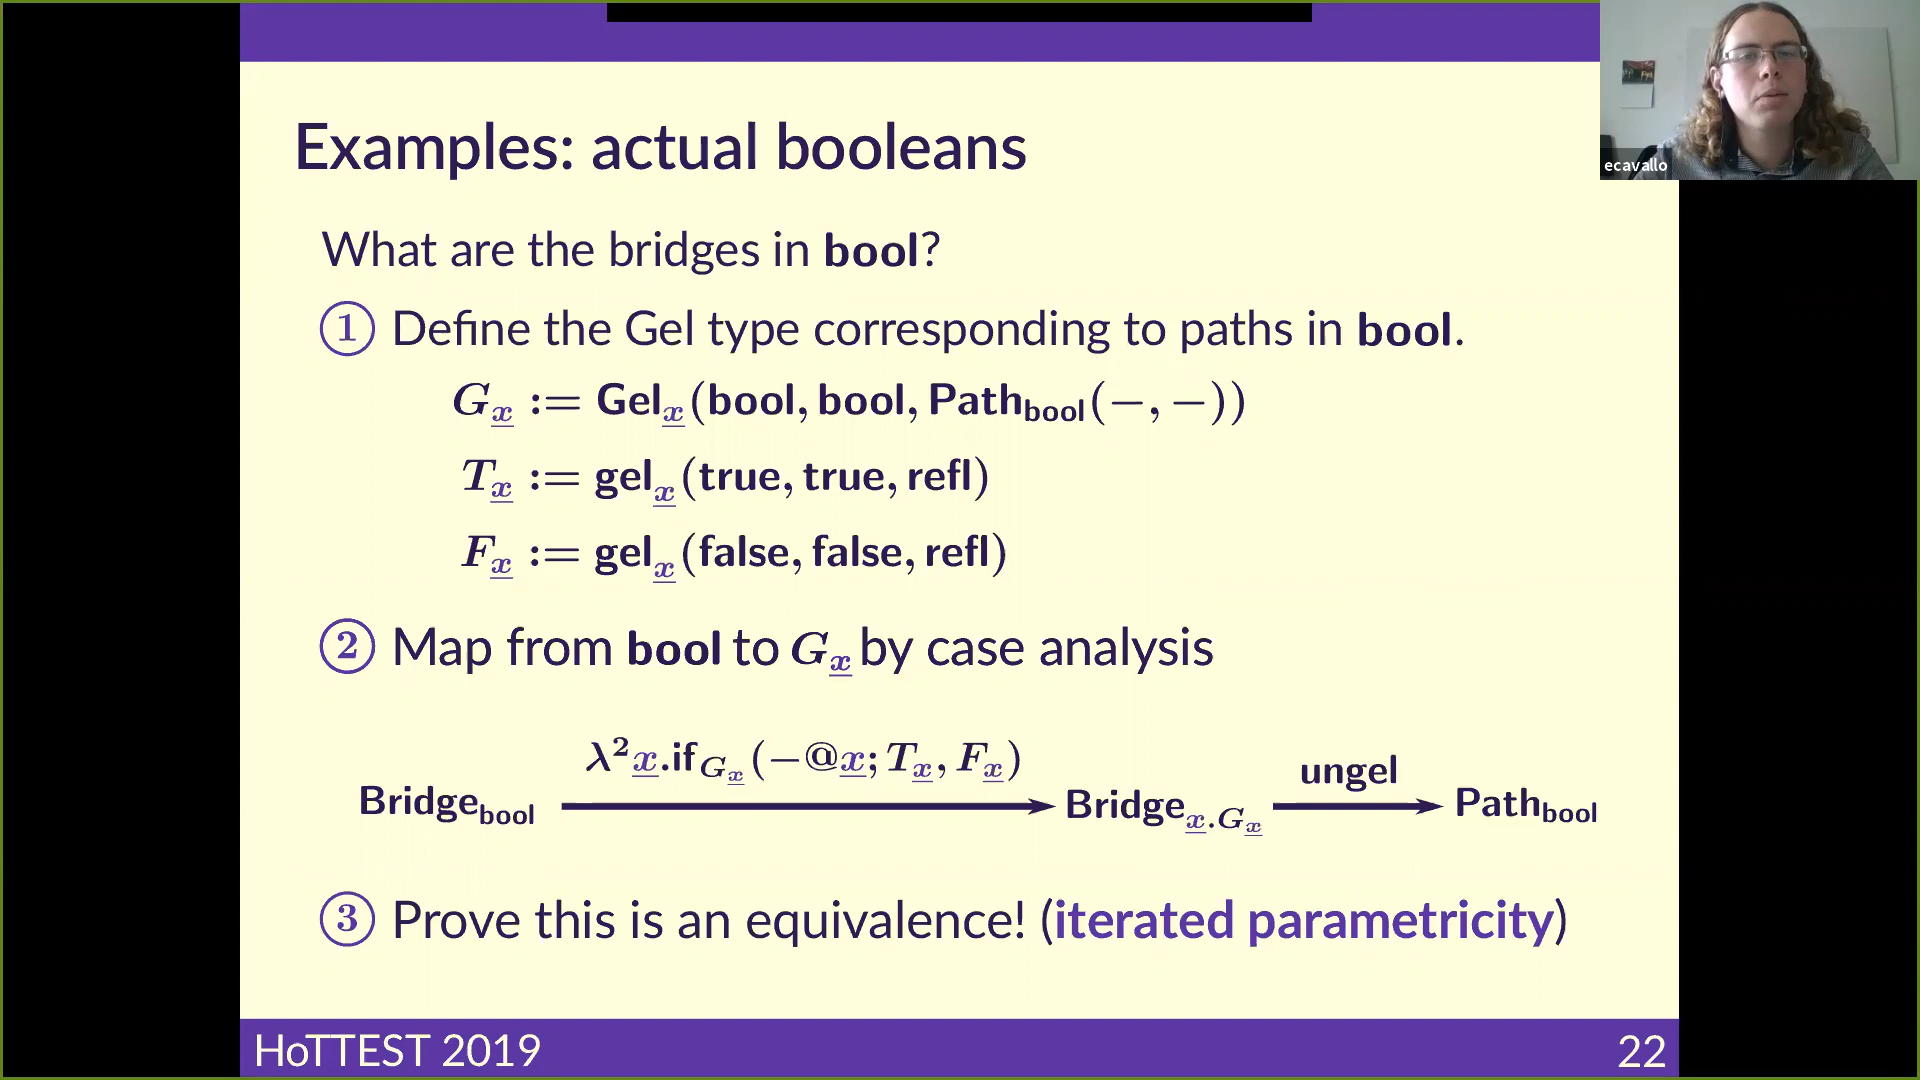 Examples: actual booleans
ecavallo
What are the bridges in bool?
① Define the Gel type corresponding to paths in bool.
G_x := Gel_x(bool, bool, Path_bool(−, −))
T_x := gel_x(true, true, refl)
F_x := gel_x(false, false, refl)
② Map from bool to G_x by case analysis
λ²x.if_{G_x}(−@x; T_x, F_x)
ungel
Bridge_bool → Bridge_{x.G_x} → Path_bool
③ Prove this is an equivalence! (iterated parametricity)
HoTTEST 2019
22